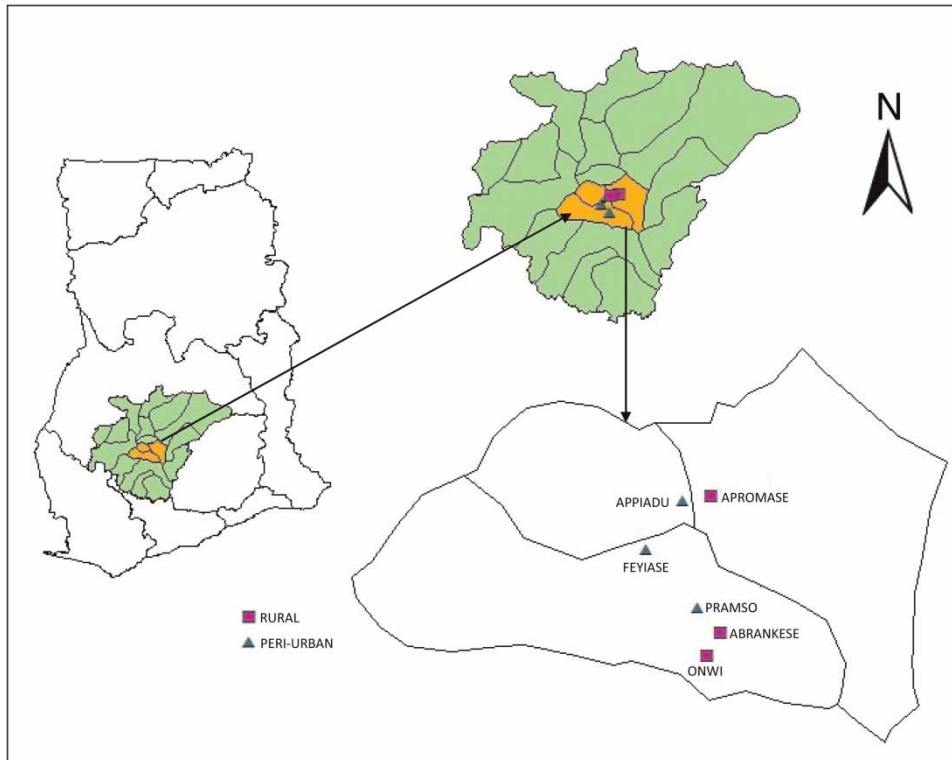 N
APPIADU
APROMASE
FEYIASE
PRAMSO
ABRANKESE
ONWI
RURAL
PERI-URBAN